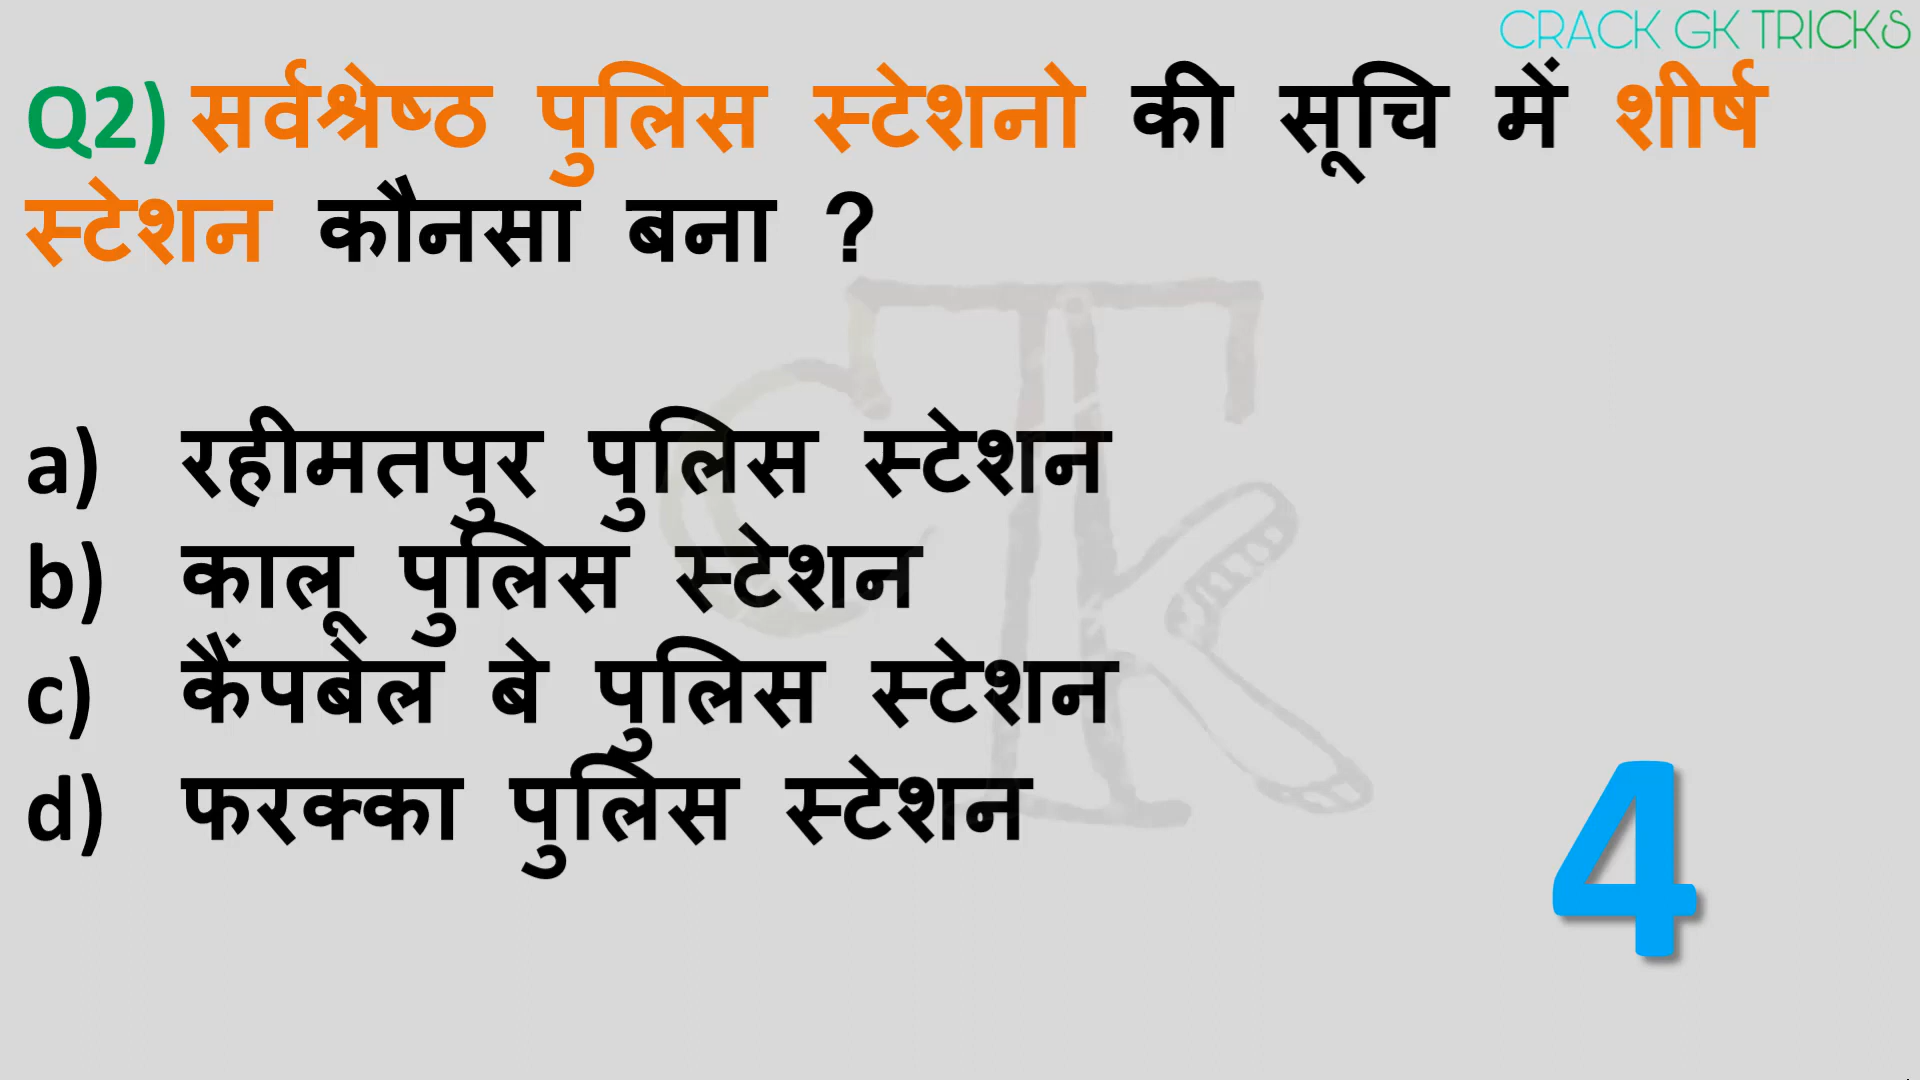 CRACK GK TRICKS
Q2) सर्वश्रेष्ठ पुलिस स्टेशनो की सूचि में शीर्ष
स्टेशन कौनसा बना ?
a) रहीमतपुर पुलिस स्टेशन
b) कालू पुलिस स्टेशन
c) कैंपबेल बे पुलिस स्टेशन
d) फरक्का पुलिस स्टेशन
4